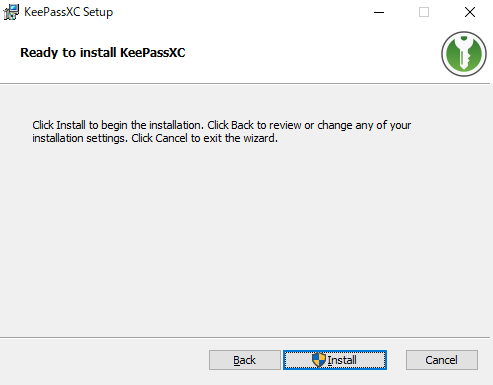 KeePassXC Setup
Ready to install KeePassXC
Click Install to begin the installation. Click Back to review or change any of your
installation settings. Click Cancel to exit the wizard.
Back
Install
Cancel